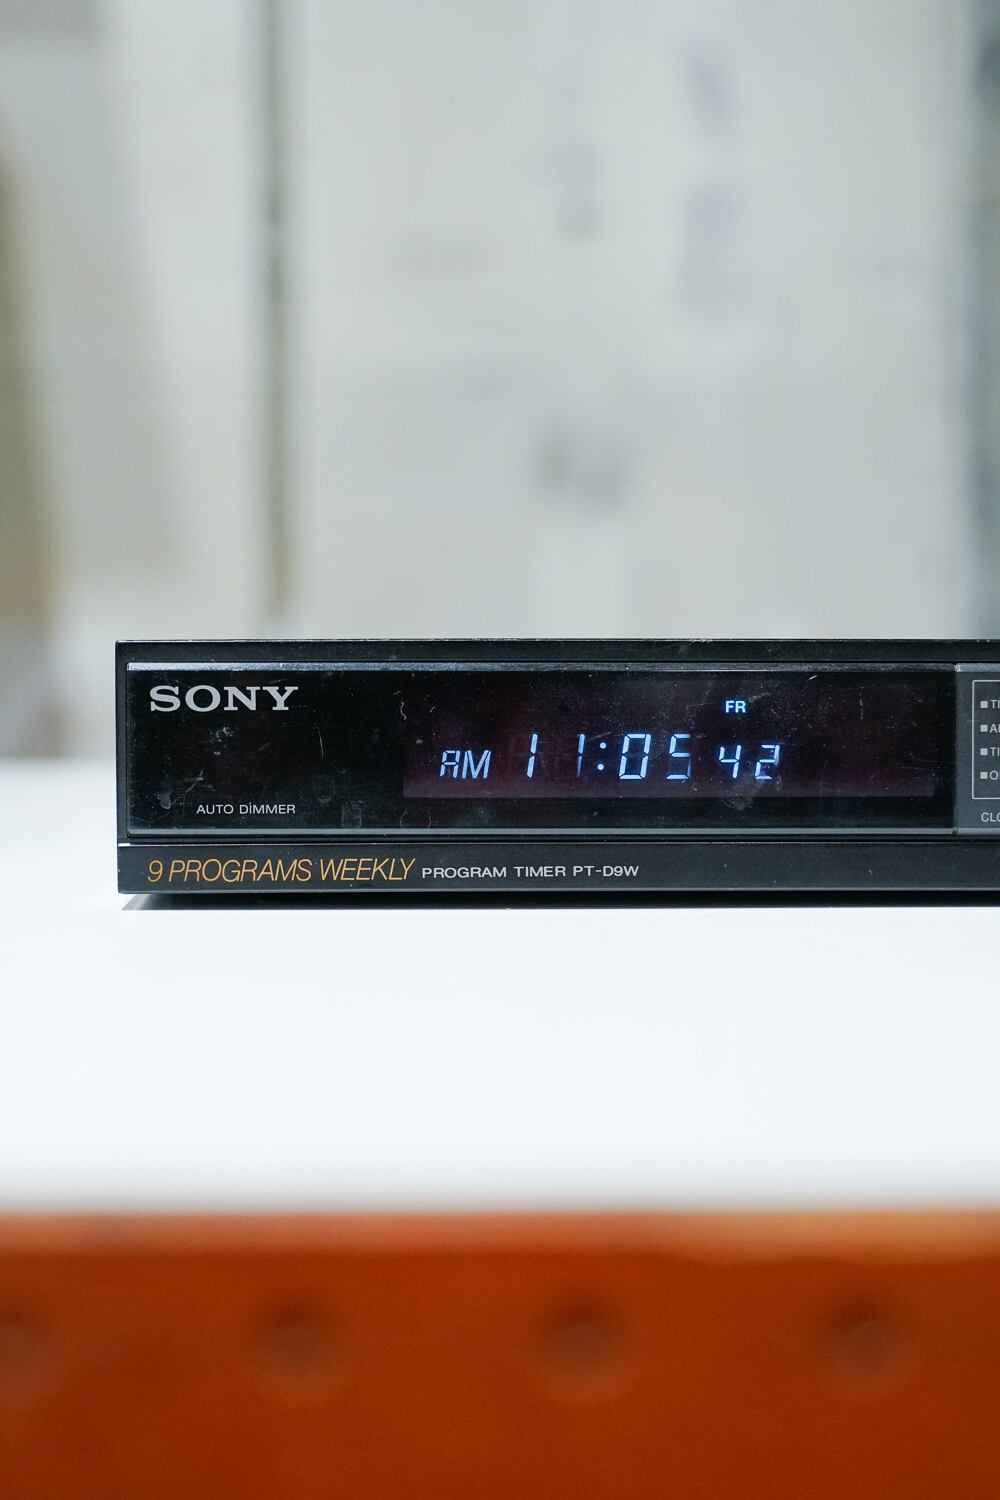 SONY
FR
AM 11:05 42
AUTO DIMMER
9 PROGRAMS WEEKLY PROGRAM TIMER PT-D9W